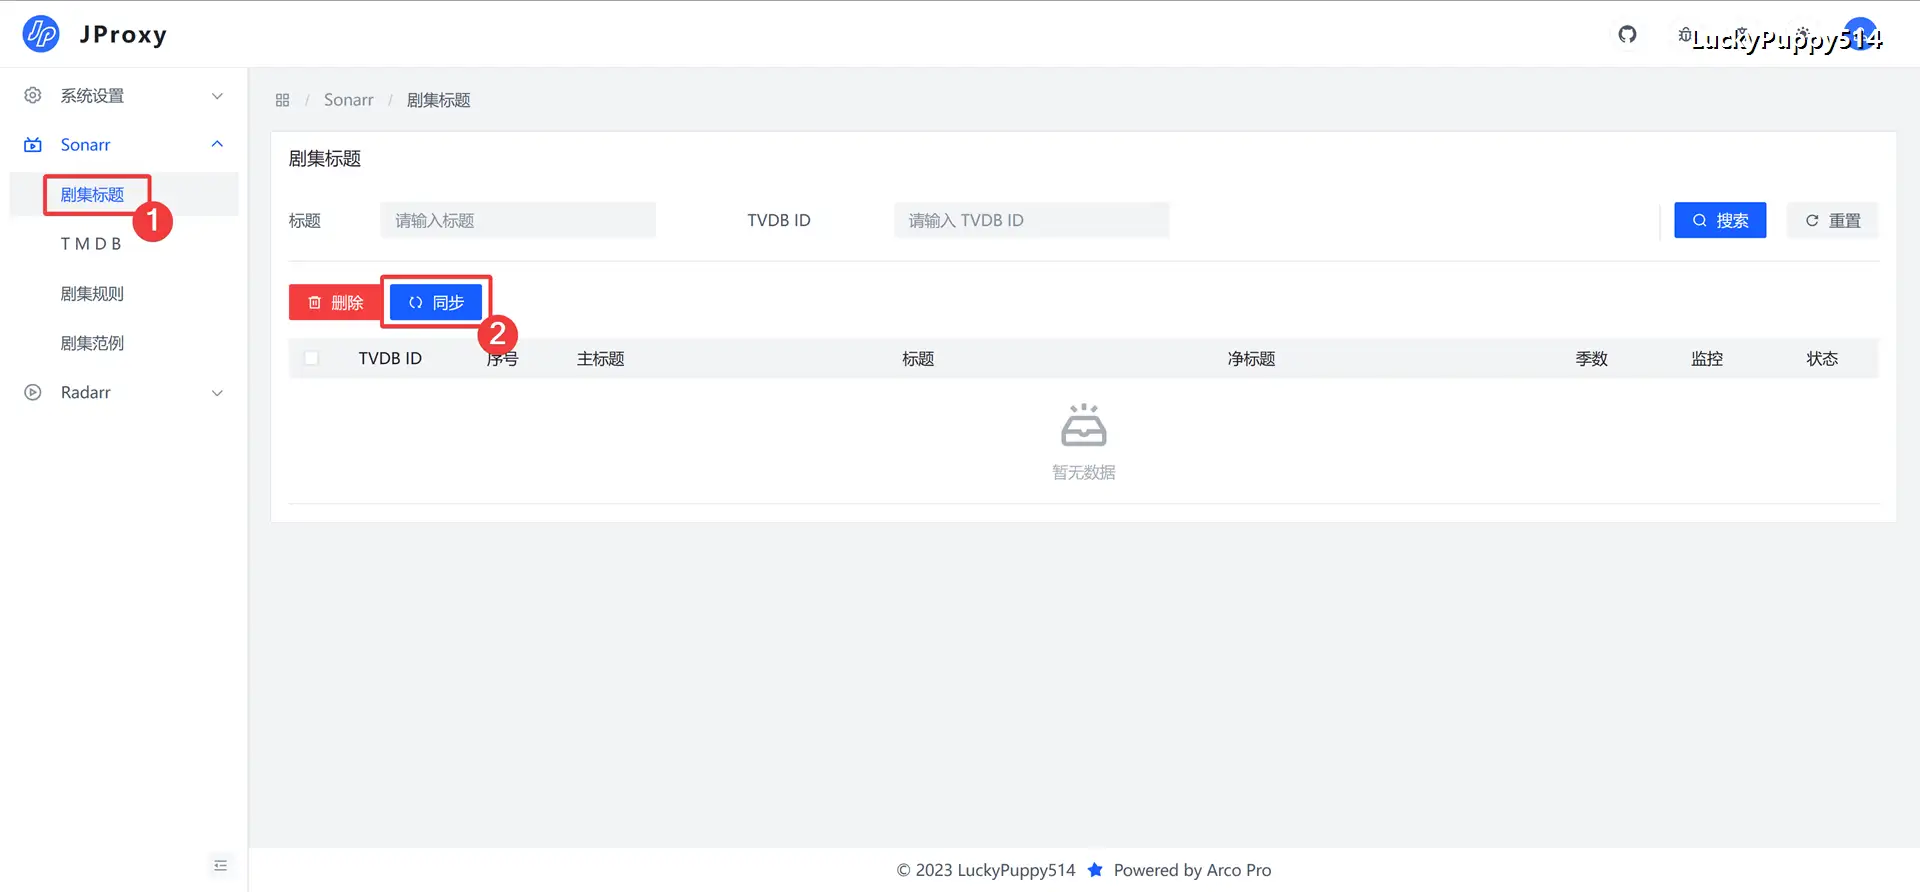 JProxy
LuckyPuppy514
系统设置
Sonarr
剧集标题
1
T M D B
剧集规则
剧集范例
Radarr
/ Sonarr / 剧集标题
剧集标题
标题 请输入标题 TVDB ID 请输入 TVDB ID 搜索 重置
删除 同步
2
TVDB ID 序号 主标题 标题 净标题 季数 监控 状态
暂无数据
© 2023 LuckyPuppy514 ★ Powered by Arco Pro